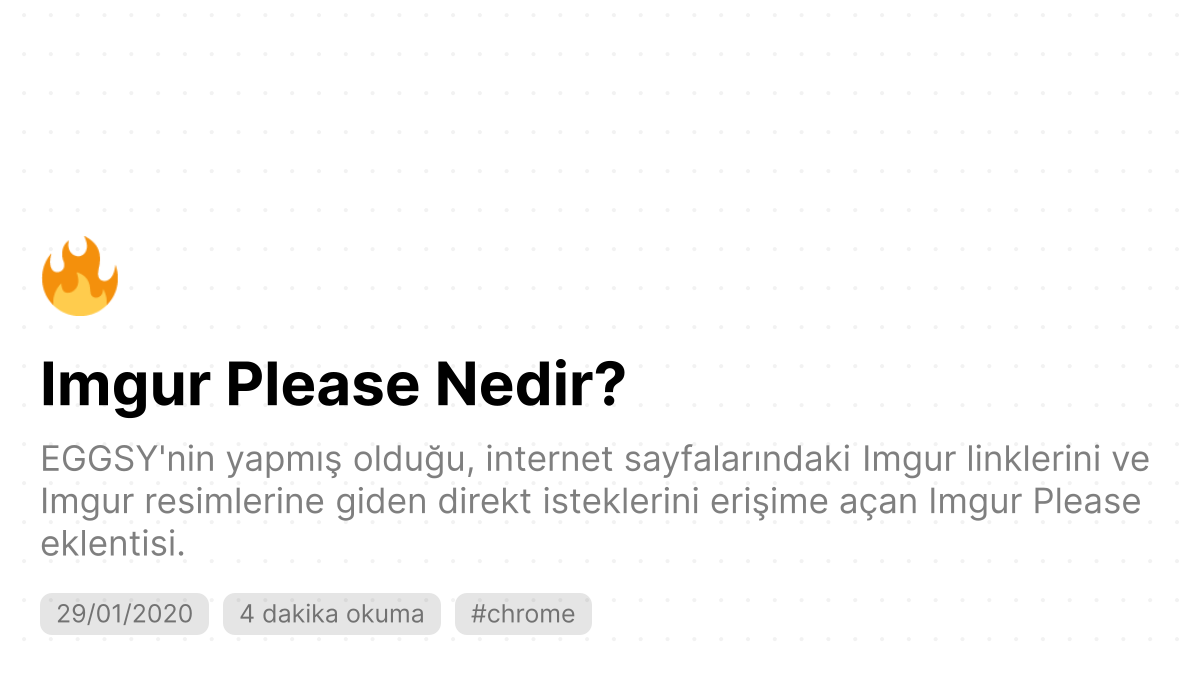 Imgur Please Nedir?
EGGSY'nin yapmış olduğu, internet sayfalarındaki Imgur linklerini ve
Imgur resimlerine giden direkt isteklerini erişime açan Imgur Please
eklentisi.
29/01/2020 4 dakika okuma #chrome